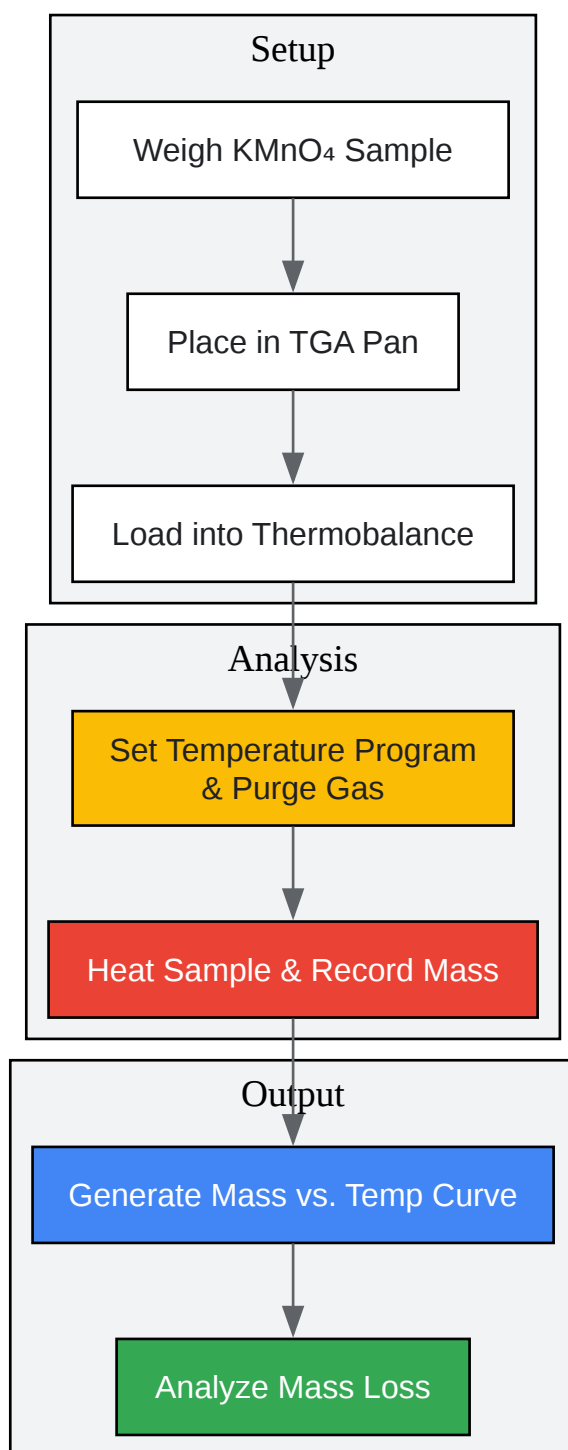 Setup
Weigh KMnO₄ Sample
Place in TGA Pan
Load into Thermobalance
Analysis
Set Temperature Program
& Purge Gas
Heat Sample & Record Mass
Output
Generate Mass vs. Temp Curve
Analyze Mass Loss